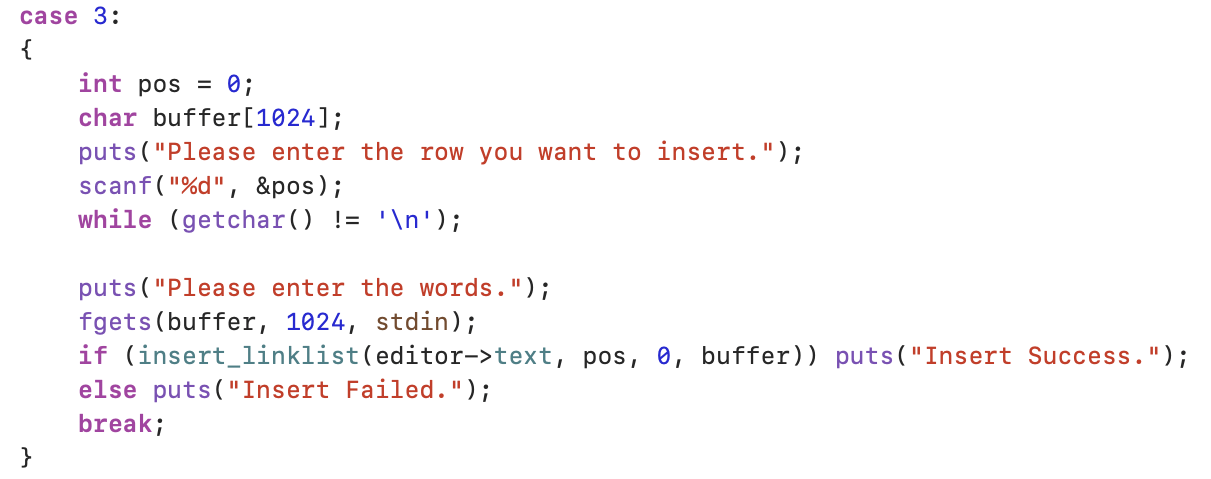 case 3:
{
    int pos = 0;
    char buffer[1024];
    puts("Please enter the row you want to insert.");
    scanf("%d", &pos);
    while (getchar() != '\n');

    puts("Please enter the words.");
    fgets(buffer, 1024, stdin);
    if (insert_linklist(editor->text, pos, 0, buffer)) puts("Insert Success.");
    else puts("Insert Failed.");
    break;
}